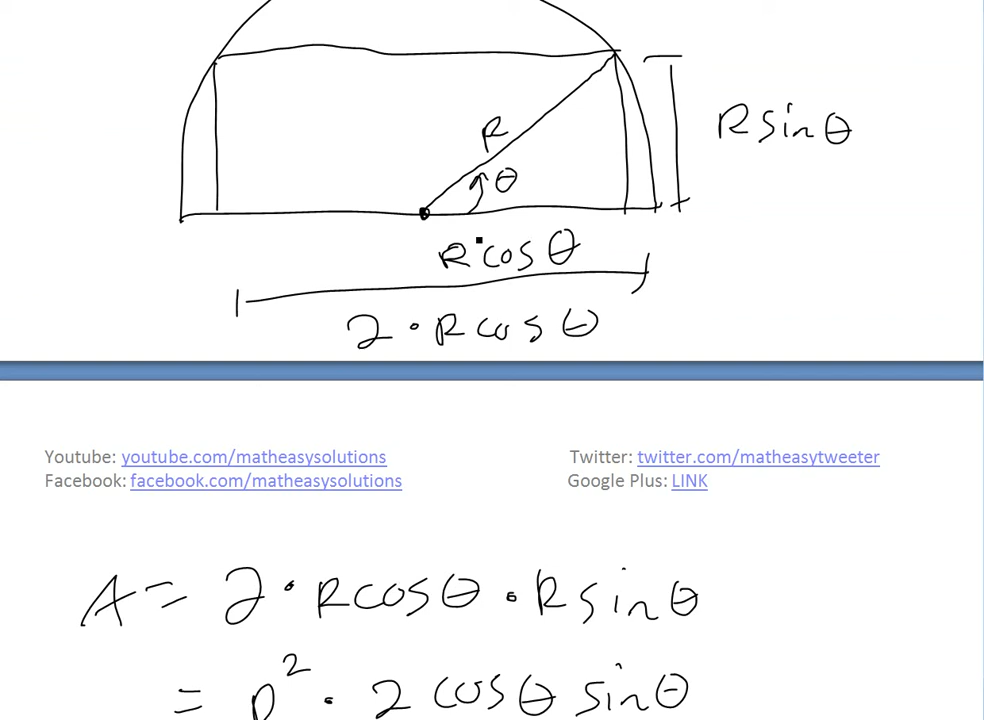 R
θ
R sin θ
R cos θ
2 · R cos θ
Youtube: youtube.com/matheasysolutions
Twitter: twitter.com/matheasytweeter
Facebook: facebook.com/matheasysolutions
Google Plus: LINK
A = 2 · R cos θ · R sin θ
= R² · 2 cos θ sin θ